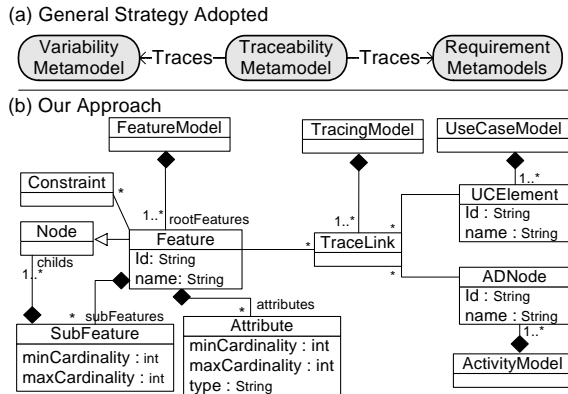 (a) General Strategy Adopted
Variability
Metamodel
Traces
Traceability
Metamodel
Traces
Requirement
Metamodels
(b) Our Approach
FeatureModel
TracingModel
UseCaseModel
Constraint
*
1..*
rootFeatures
1..*
1..*
UCElement
Id : String
name : String
Node
childs
1..*
Feature
Id: String
name: String
*
TraceLink
*
*
ADNode
Id : String
name : String
* subFeatures
* attributes
SubFeature
minCardinality : int
maxCardinality : int
Attribute
minCardinality : int
maxCardinality : int
type : String
1..*
ActivityModel